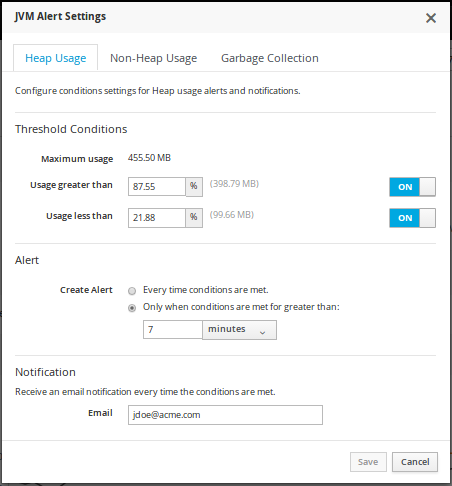 JVM Alert Settings
Heap Usage Non-Heap Usage Garbage Collection
Configure conditions settings for Heap usage alerts and notifications.
Threshold Conditions
Maximum usage 455.50 MB
Usage greater than 87.55 % (398.79 MB) ON
Usage less than 21.88 % (99.66 MB) ON
Alert
Create Alert Every time conditions are met.
Only when conditions are met for greater than:
7 minutes
Notification
Receive an email notification every time the conditions are met.
Email jdoe@acme.com
Save Cancel